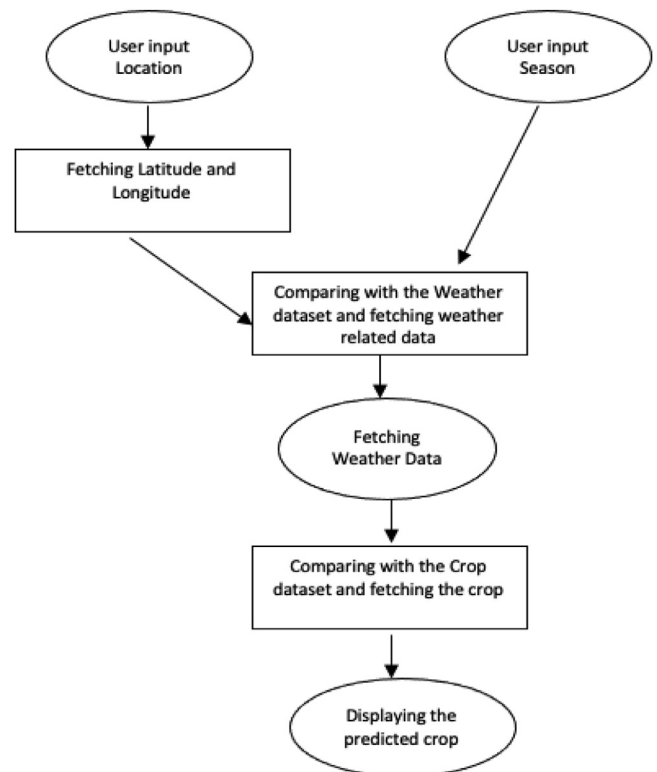 User input
Location
User input
Season
Fetching Latitude and
Longitude
Comparing with the Weather
dataset and fetching weather
related data
Fetching
Weather Data
Comparing with the Crop
dataset and fetching the crop
Displaying the
predicted crop